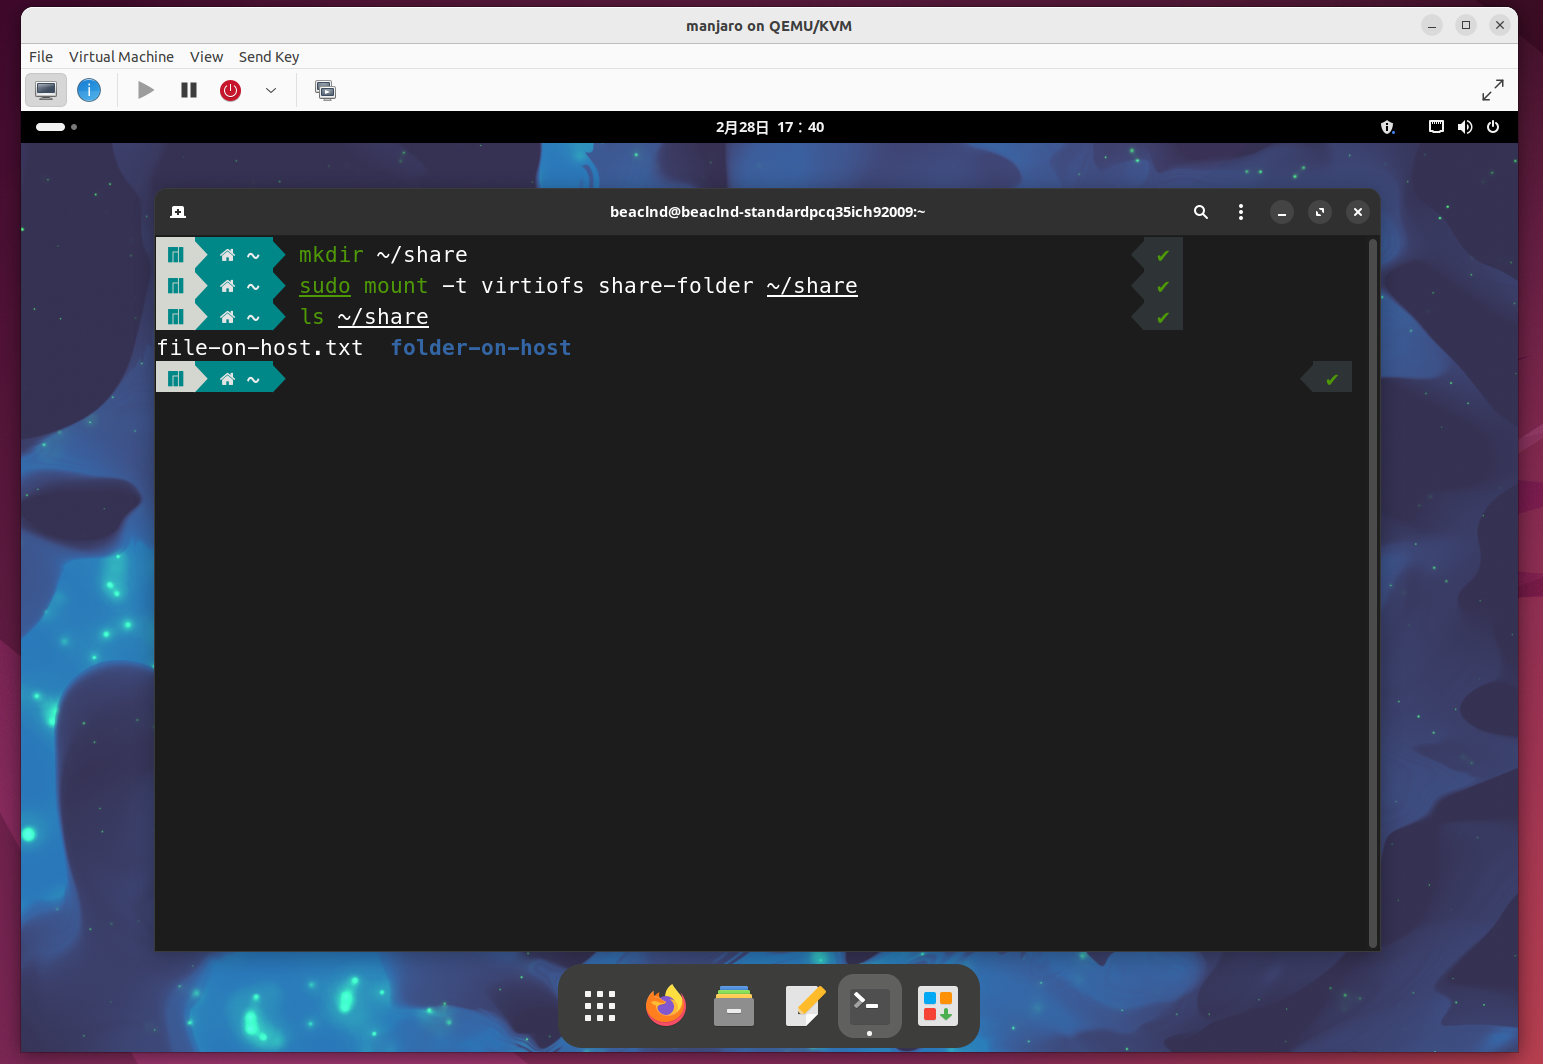 manjaro on QEMU/KVM
File Virtual Machine View Send Key
2月28日 17：40
beaclnd@beaclnd-standardpcq35ich92009:~
~ mkdir ~/share ✔
~ sudo mount -t virtiofs share-folder ~/share ✔
~ ls ~/share ✔
file-on-host.txt folder-on-host
~ ✔